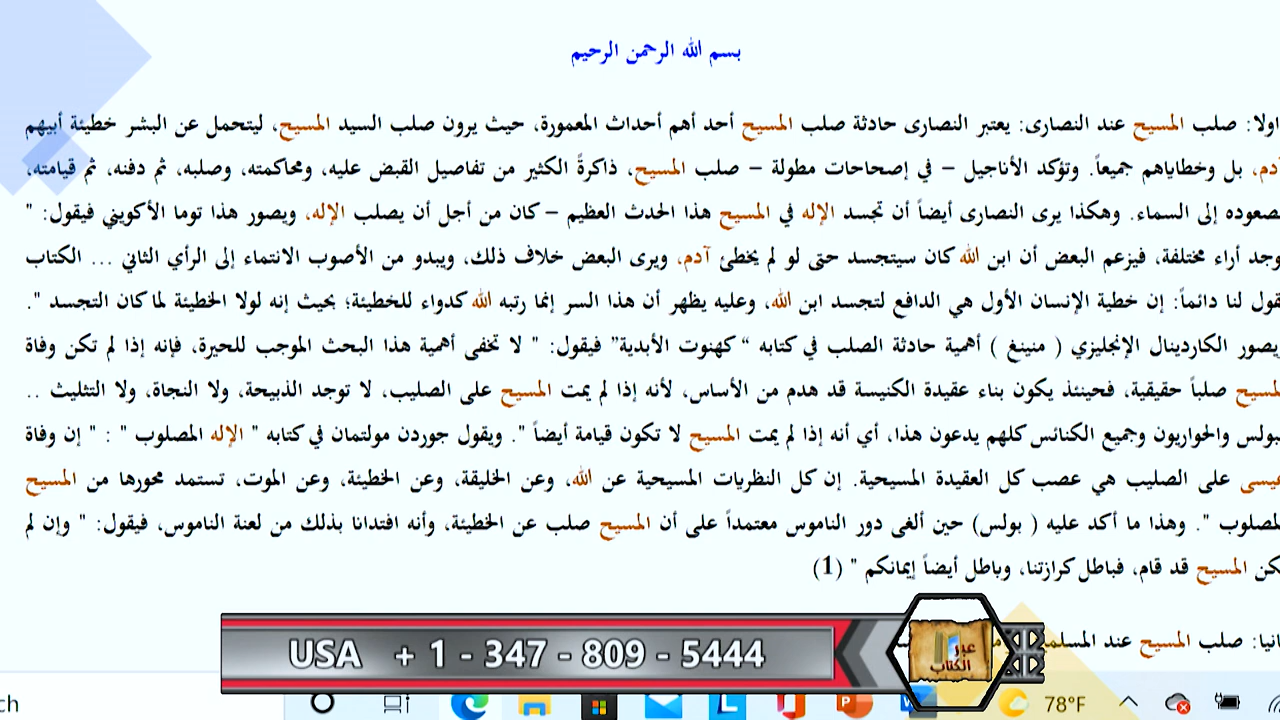 بسم الله الرحمن الرحيم
اولا: صلب المسيح عند النصارى: يعتبر النصارى حادثة صلب المسيح أحد أهم أحداث المعمورة، حيث يرون صلب السيد المسيح، ليتحمل عن البشر خطيئة أبيهم
آدم، بل وخطاياهم جميعاً. وتؤكد الأناجيل – في إصحاحات مطولة – صلب المسيح، ذاكرةً الكثير من تفاصيل القبض عليه، ومحاكمته، وصلبه، ثم دفنه، ثم قيامته،
صعوده إلى السماء. وهكذا يرى النصارى أيضاً أن تجسد الإله في المسيح هذا الحدث العظيم – كان من أجل أن يصلب الإله، ويصور هذا توما الأكويني فيقول: "
وجد أراء مختلفة، فيزعم البعض أن ابن الله كان سيتجسد حتى لو لم يخطئ آدم، ويرى البعض خلاف ذلك، ويبدو من الأصوب الانتماء إلى الرأي الثاني ... الكتاب
قول لنا دائماً: إن خطية الإنسان الأول هي الدافع لتجسد ابن الله، وعليه يظهر أن هذا السر إنما رتبه الله كدواء للخطيئة؛ بحيث إنه لولا الخطيئة لما كان التجسد ".
يصور الكاردينال الإنجليزي ( منينغ ) أهمية حادثة الصلب في كتابه " كهنوت الأبدية" فيقول: " لا تخفى أهمية هذا البحث الموجب للحيرة، فإنه إذا لم تكن وفاة
المسيح صلباً حقيقية، فحينئذ يكون بناء عقيدة الكنيسة قد هدم من الأساس، لأنه إذا لم يمت المسيح على الصليب، لا توجد الذبيحة، ولا النجاة، ولا التثليث ..
بولس والحواريون وجميع الكنائس كلهم يدعون هذا، أي أنه إذا لم يمت المسيح لا تكون قيامة أيضاً ". ويقول جوردن مولتمان في كتابه " الإله المصلوب " : " إن وفاة
عيسى على الصليب هي عصب كل العقيدة المسيحية. إن كل النظريات المسيحية عن الله، وعن الخليقة، وعن الخطيئة، وعن الموت، تستمد محورها من المسيح
المصلوب ". وهذا ما أكد عليه ( بولس) حين ألغى دور الناموس معتمداً على أن المسيح صلب عن الخطيئة، وأنه افتدانا بذلك من لعنة الناموس، فيقول: " وإن لم
كن المسيح قد قام، فباطل كرازتنا، وباطل أيضاً إيمانكم " (1)
انيا: صلب المسيح عند
USA + 1 - 347 - 809 - 5444
عبر الكتاب
ch
78°F